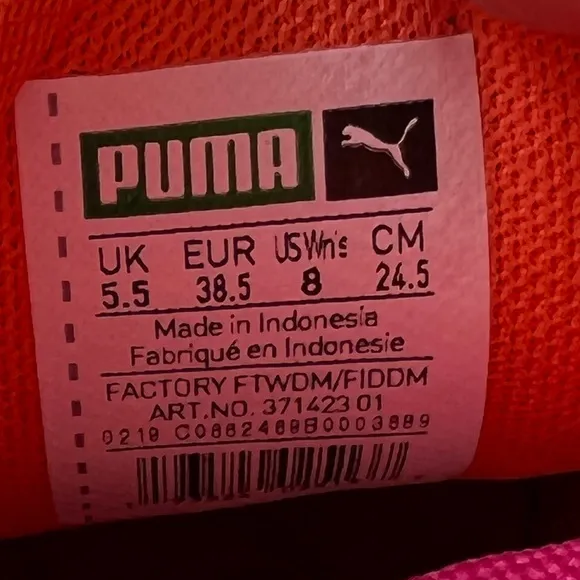 PUMA
UK EUR US Wn's CM
5.5 38.5 8 24.5
Made in Indonesia
Fabriqué en Indonesie
FACTORY FTWDM/FIDDM
ART.NO. 371423 01
0219